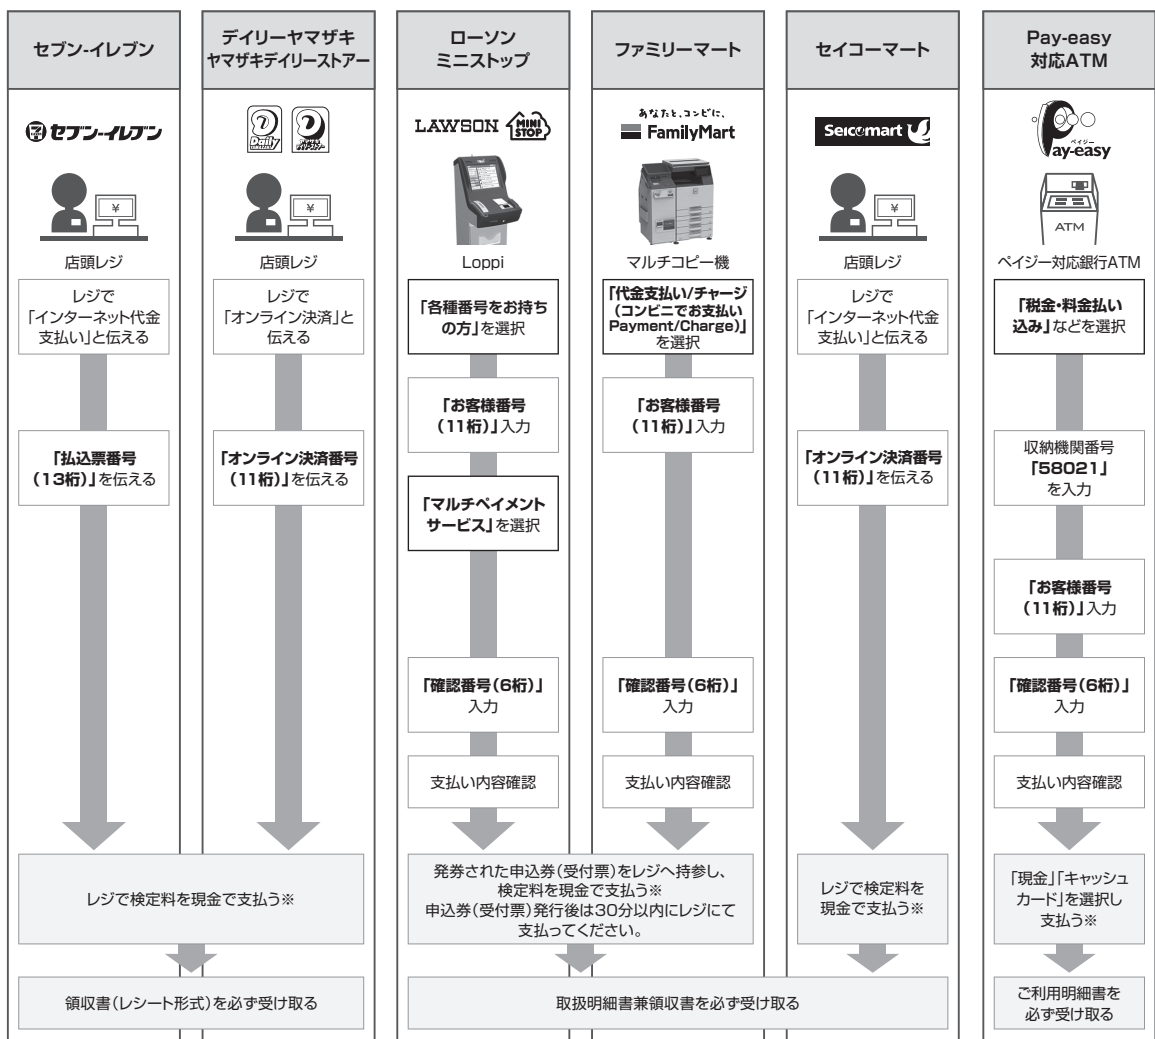 セブン-イレブン
デイリーヤマザキ
ヤマザキデイリーストアー
ローソン
ミニストップ
ファミリーマート
セイコーマート
Pay-easy
対応ATM
セブン-イレブン
Daily
LAWSON
MINI
STOP
あなたと、コンビに、
FamilyMart
Seicomart
ペイジー
Pay-easy
¥
¥
¥
ATM
店頭レジ
店頭レジ
Loppi
マルチコピー機
店頭レジ
ペイジー対応銀行ATM
レジで
「インターネット代金
支払い」と伝える
レジで
「オンライン決済」と
伝える
「各種番号をお持ち
の方」を選択
「代金支払い/チャージ
(コンビニでお支払い
Payment/Charge)」
を選択
レジで
「インターネット代金
支払い」と伝える
「税金・料金払い
込み」などを選択
「お客様番号
(11桁)」入力
「お客様番号
(11桁)」入力
「払込票番号
(13桁)」を伝える
「オンライン決済番号
(11桁)」を伝える
「マルチペイメント
サービス」を選択
「オンライン決済番号
(11桁)」を伝える
収納機関番号
「58021」
を入力
「お客様番号
(11桁)」入力
「確認番号(6桁)」
入力
「確認番号(6桁)」
入力
「確認番号(6桁)」
入力
支払い内容確認
支払い内容確認
支払い内容確認
レジで検定料を現金で支払う※
発券された申込券(受付票)をレジへ持参し、
検定料を現金で支払う※
申込券(受付票)発行後は30分以内にレジにて
支払ってください。
レジで検定料を
現金で支払う※
「現金」「キャッシュ
カード」を選択し
支払う※
領収書(レシート形式)を必ず受け取る
取扱明細書兼領収書を必ず受け取る
ご利用明細書を
必ず受け取る